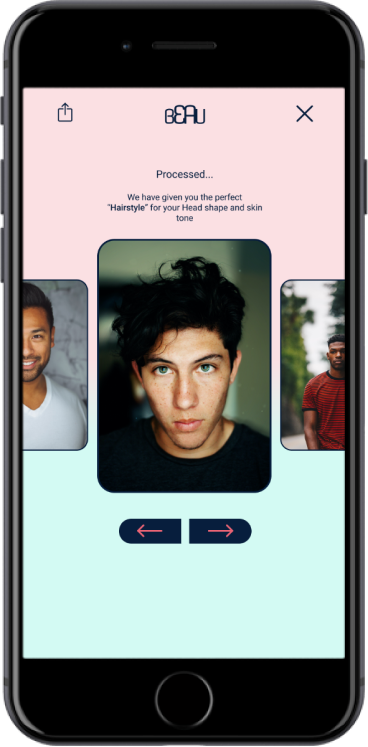 BEAU
Processed...
We have given you the perfect
"Hairstyle" for your Head shape and skin
tone